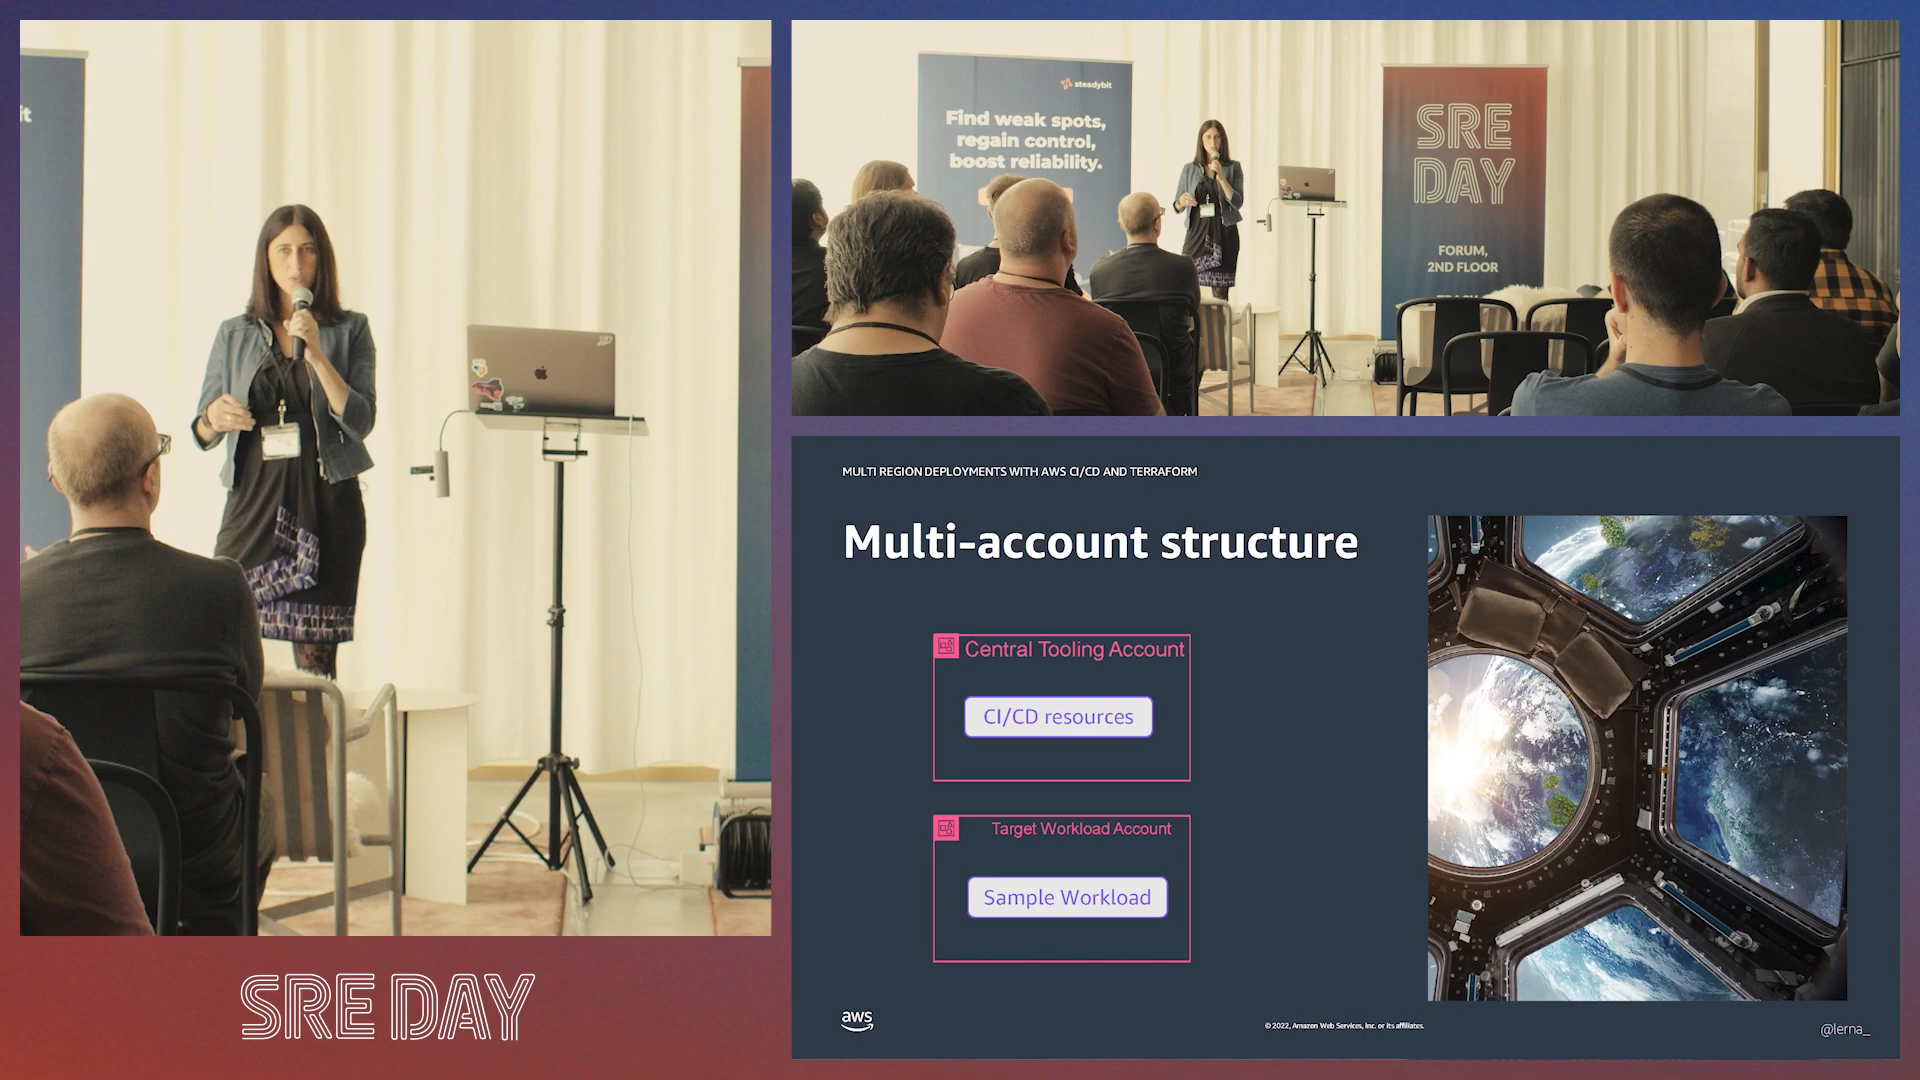 it
steadybit
Find weak spots,
regain control,
boost reliability.
SRE
DAY
FORUM,
2ND FLOOR
MULTI REGION DEPLOYMENTS WITH AWS CI/CD AND TERRAFORM
Multi-account structure
Central Tooling Account
CI/CD resources
Target Workload Account
Sample Workload
aws
© 2022, Amazon Web Services, Inc. or its affiliates.
@lerna_
SRE DAY